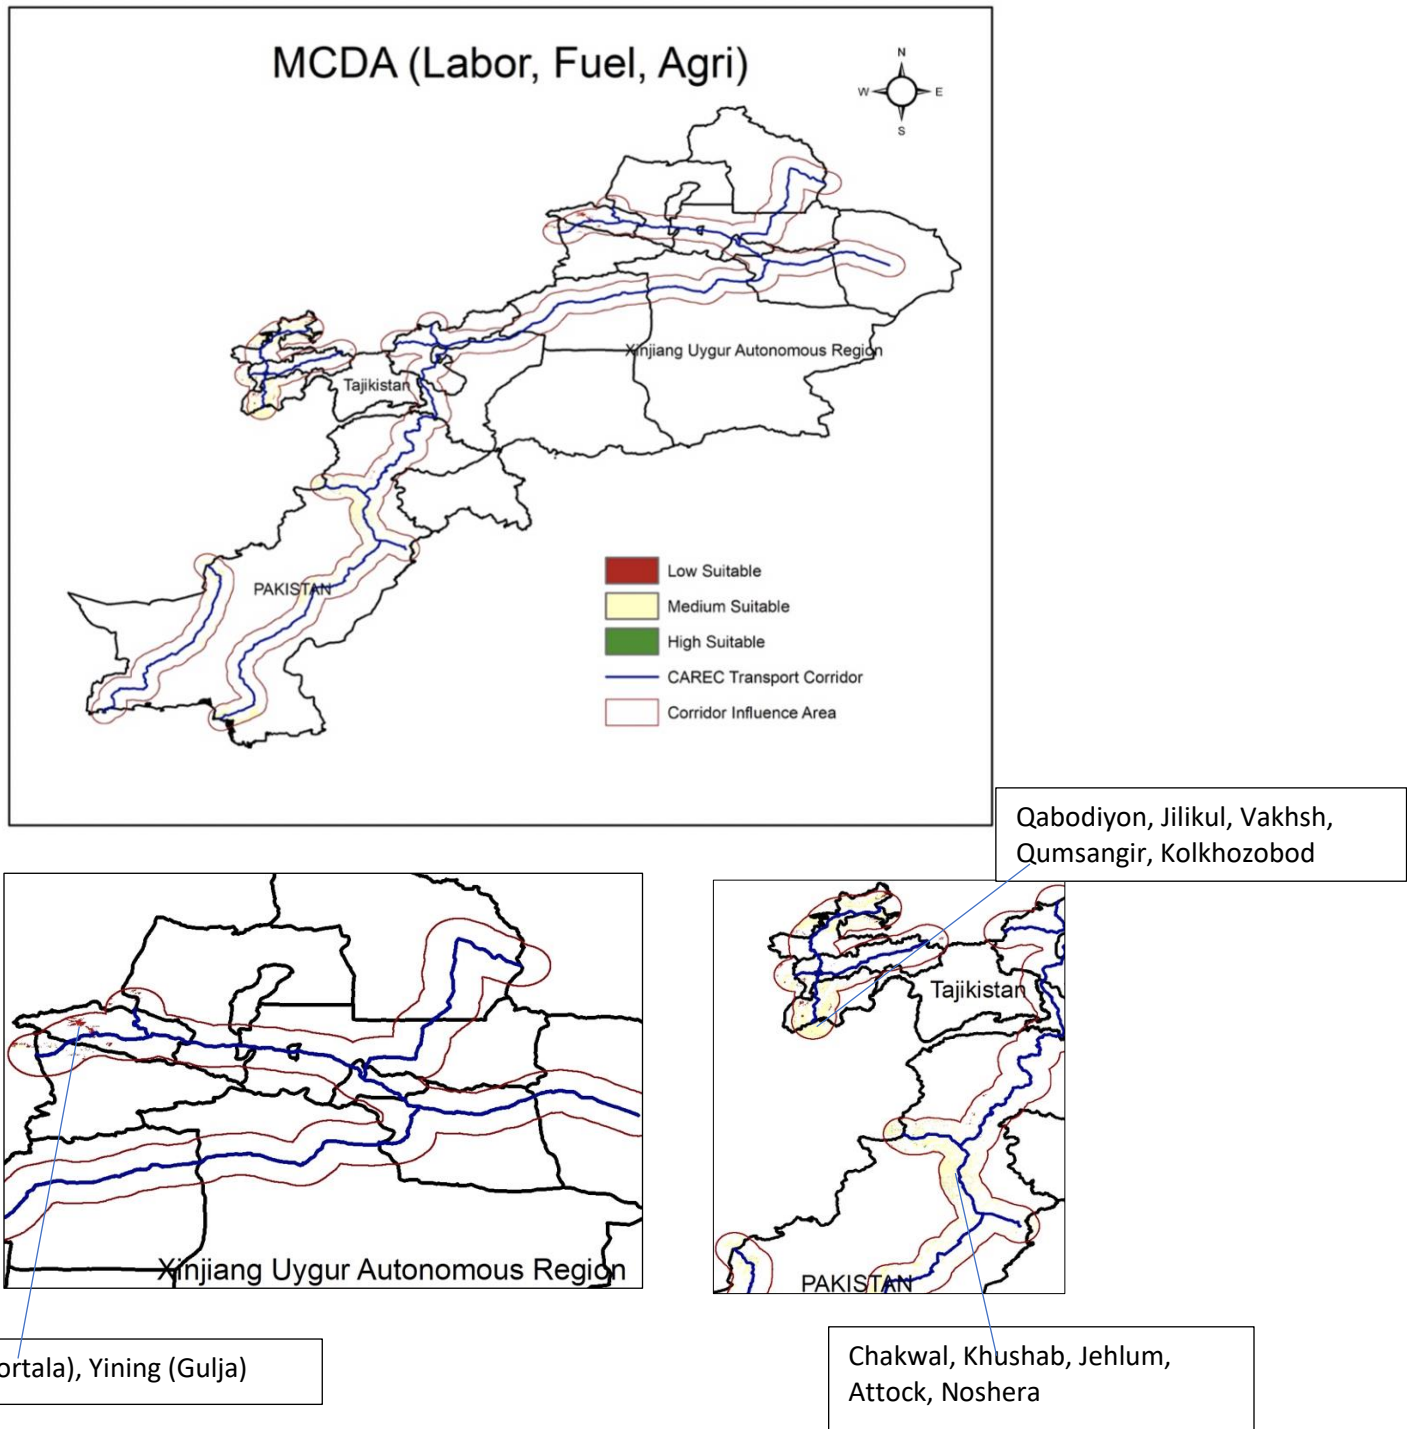 MCDA (Labor, Fuel, Agri)
N
W
E
S
Xinjiang Uygur Autonomous Region
Tajikistan
PAKISTAN
Low Suitable
Medium Suitable
High Suitable
CAREC Transport Corridor
Corridor Influence Area
Qabodiyon, Jilikul, Vakhsh,
Qumsangir, Kolkhozobod
Tajikistan
PAKISTAN
Xinjiang Uygur Autonomous Region
ortala), Yining (Gulja)
Chakwal, Khushab, Jehlum,
Attock, Noshera